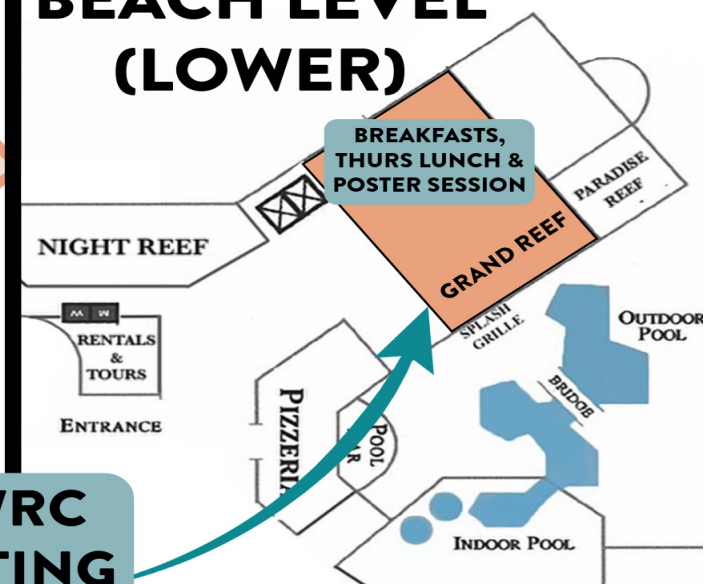 BEACH LEVEL
(LOWER)
BREAKFASTS,
THURS LUNCH &
POSTER SESSION
PARADISE
REEF
NIGHT REEF
GRAND REEF
SPLASH
GRILLE
OUTDOOR
POOL
M
W
RENTALS
&
TOURS
ENTRANCE
BRIDGE
PIZZERIA
POOL
INDOOR POOL